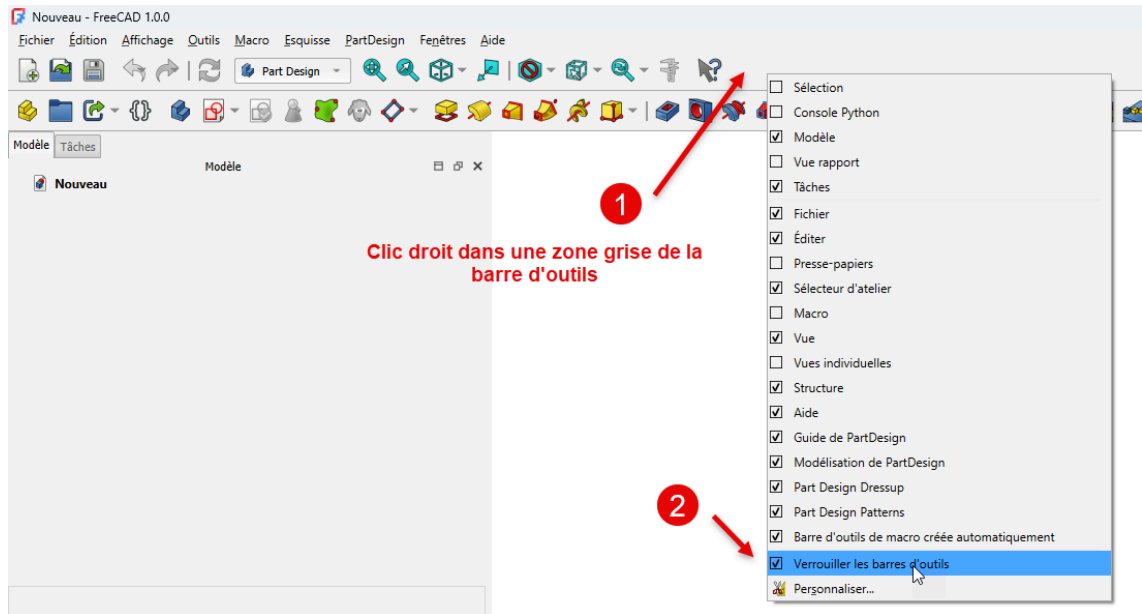 Nouveau - FreeCAD 1.0.0
Fichier Édition Affichage Outils Macro Esquisse PartDesign Fenêtres Aide
Part Design
Modèle Tâches
Modèle
Nouveau
1
Clic droit dans une zone grise de la
barre d'outils
2
Sélection
Console Python
Modèle
Vue rapport
Tâches
Fichier
Éditer
Presse-papiers
Sélecteur d'atelier
Macro
Vue
Vues individuelles
Structure
Aide
Guide de PartDesign
Modélisation de PartDesign
Part Design Dressup
Part Design Patterns
Barre d'outils de macro créée automatiquement
Verrouiller les barres d'outils
Personnaliser...